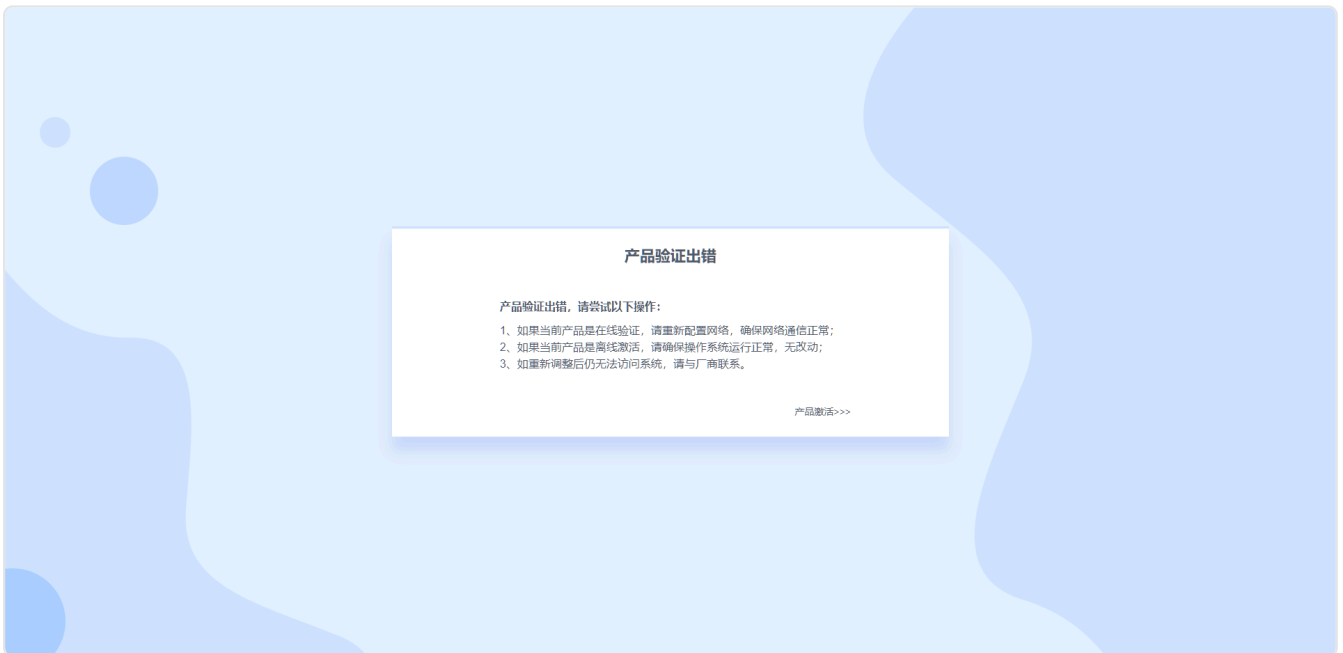 产品验证出错
产品验证出错，请尝试以下操作：
1、如果当前产品是在线验证，请重新配置网络，确保网络通信正常；
2、如果当前产品是离线激活，请确保操作系统运行正常，无改动；
3、如重新调整后仍无法访问系统，请与厂商联系。
产品激活>>>